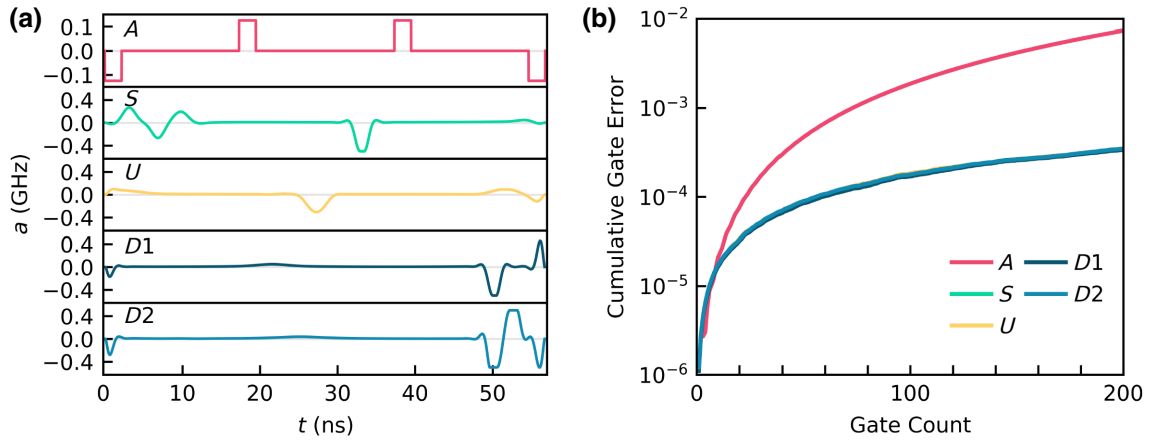 (a)
A
0.1
0.0
−0.1
S
0.4
0.0
−0.4
U
0.4
0.0
−0.4
D1
0.4
0.0
−0.4
D2
0.4
0.0
−0.4
a (GHz)
0 10 20 30 40 50
t (ns)
(b)
10⁻²
10⁻³
10⁻⁴
10⁻⁵
10⁻⁶
Cumulative Gate Error
A D1
S D2
U
0 100 200
Gate Count